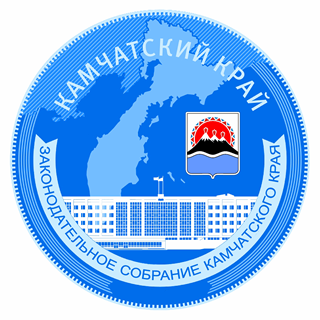 КАМЧАТСКИЙ КРАЙ
ЗАКОНОДАТЕЛЬНОЕ СОБРАНИЕ КАМЧАТСКОГО КРАЯ